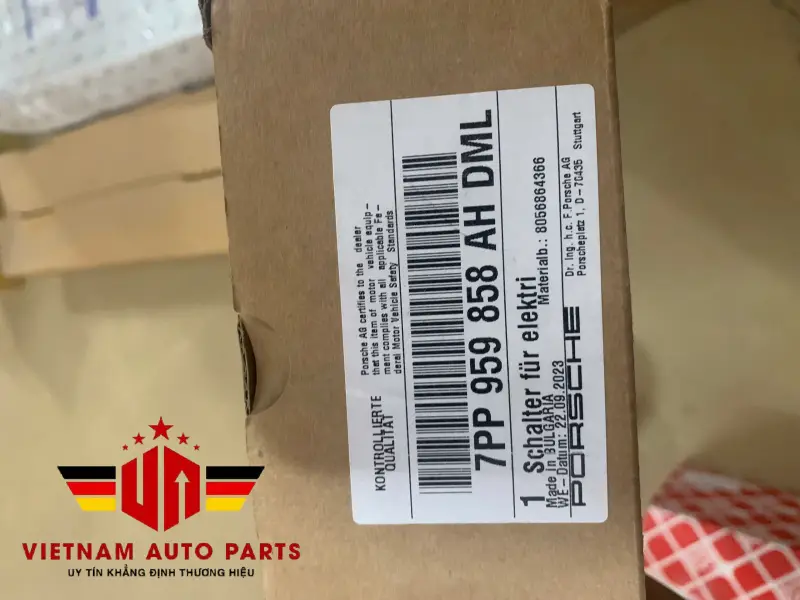 KONTROLLIERTE
QUALITÄT
Porsche AG certifies to the dealer
that this item of motor vehicle equip-
ment complies with all applicable Fe-
deral Motor Vehicle Safety Standards
7PP 959 858 AH DML
1 Schalter für elektri
Made in BULGARIA
Materialb.: 8056864366
WE-Datum: 22.09.2023
PORSCHE
Dr. Ing. h.c. F.Porsche AG
Porscheplatz 1, D-70435 Stuttgart
VIETNAM AUTO PARTS
UY TÍN KHẲNG ĐỊNH THƯƠNG HIỆU